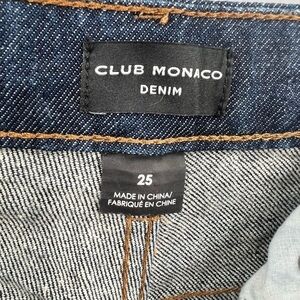 CLUB MONACO
DENIM
25
MADE IN CHINA/
FABRIQUÉ EN CHINE